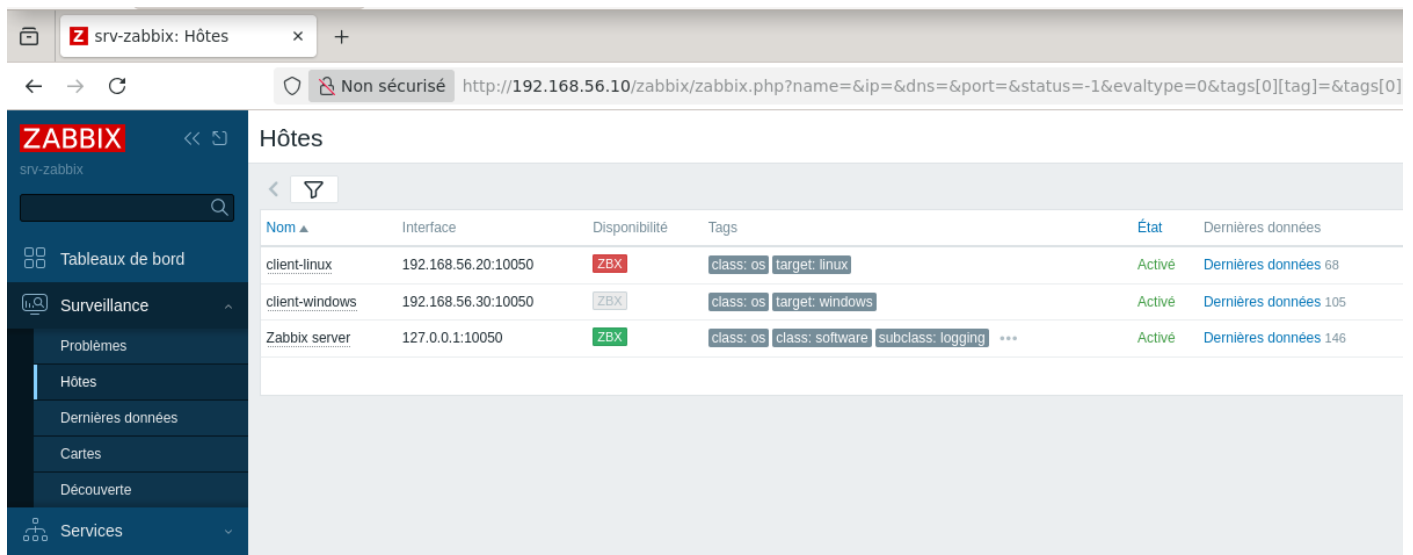 Z srv-zabbix: Hôtes × +
Non sécurisé http://192.168.56.10/zabbix/zabbix.php?name=&ip=&dns=&port=&status=-1&evaltype=0&tags[0][tag]=&tags[0]
ZABBIX
srv-zabbix
Tableaux de bord
Surveillance
Problèmes
Hôtes
Dernières données
Cartes
Découverte
Services
Hôtes
Nom Interface Disponibilité Tags État Dernières données
client-linux 192.168.56.20:10050 ZBX class: os target: linux Activé Dernières données 68
client-windows 192.168.56.30:10050 ZBX class: os target: windows Activé Dernières données 105
Zabbix server 127.0.0.1:10050 ZBX class: os class: software subclass: logging ••• Activé Dernières données 146